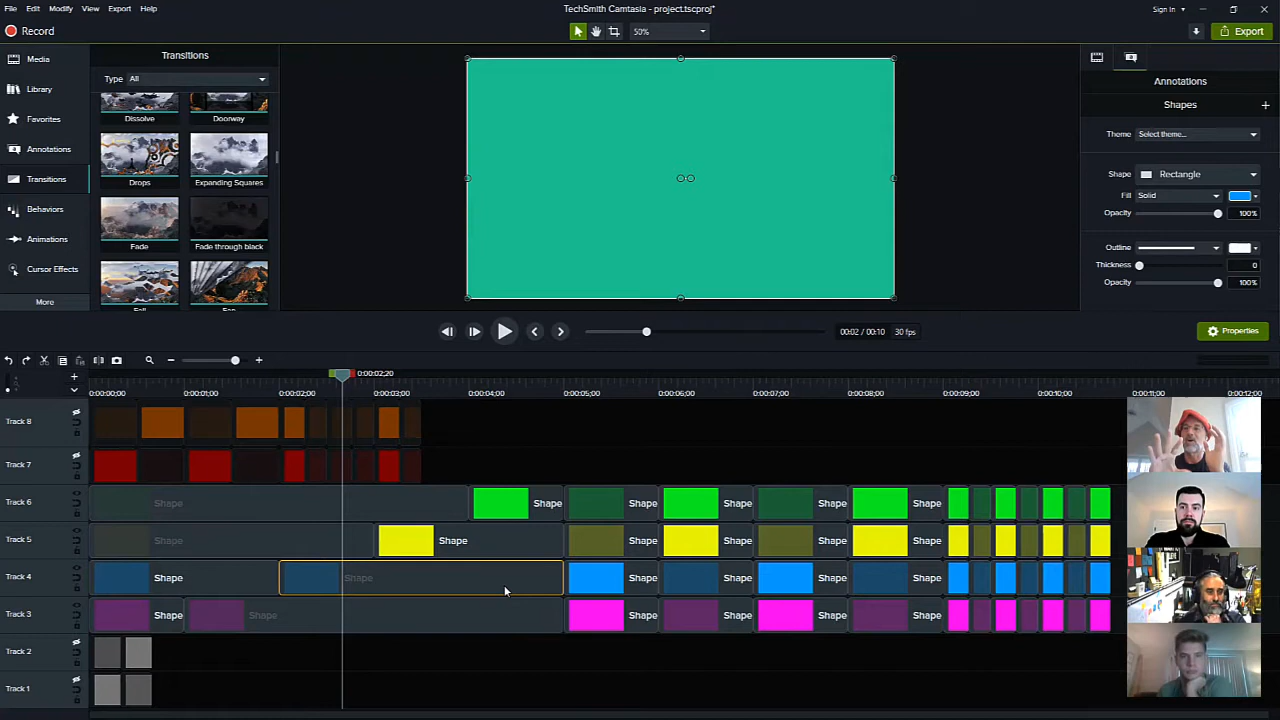 File Edit Modify View Export Help
TechSmith Camtasia - project.tscproj*
Sign In
Record
50%
Export
Media
Library
Favorites
Annotations
Transitions
Behaviors
Animations
Cursor Effects
More
Transitions
Type All
Dissolve Doorway
Drops Expanding Squares
Fade Fade through black
Annotations
Shapes
Theme Select theme...
Shape Rectangle
Fill Solid
Opacity 100%
Outline
Thickness 0
Opacity 100%
00:02 / 00:10 30 fps
Properties
0:00:02;20
0:00:00;00 0:00:01;00 0:00:02;00 0:00:03;00 0:00:04;00 0:00:05;00 0:00:06;00 0:00:07;00 0:00:08;00 0:00:09;00 0:00:10;00 0:00:11;00 0:00:12;00
Track 8
Track 7
Track 6 Shape Shape Shape Shape Shape Shape
Track 5 Shape Shape Shape Shape Shape Shape
Track 4 Shape Shape Shape Shape Shape Shape
Track 3 Shape Shape Shape Shape Shape Shape
Track 2
Track 1